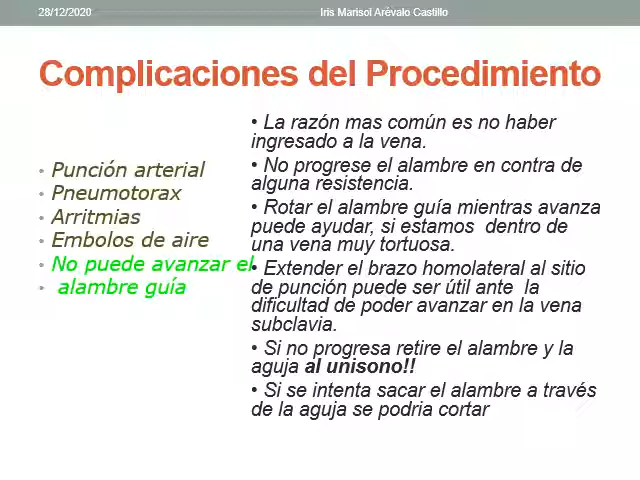 28/12/2020
Iris Marisol Arévalo Castillo
Complicaciones del Procedimiento
• Punción arterial
• Pneumotorax
• Arritmias
• Embolos de aire
• No puede avanzar el
• alambre guía
• La razón mas común es no haber
ingresado a la vena.
• No progrese el alambre en contra de
alguna resistencia.
• Rotar el alambre guía mientras avanza
puede ayudar, si estamos dentro de
una vena muy tortuosa.
• Extender el brazo homolateral al sitio
de punción puede ser útil ante la
dificultad de poder avanzar en la vena
subclavia.
• Si no progresa retire el alambre y la
aguja al unisono!!
• Si se intenta sacar el alambre a través
de la aguja se podria cortar